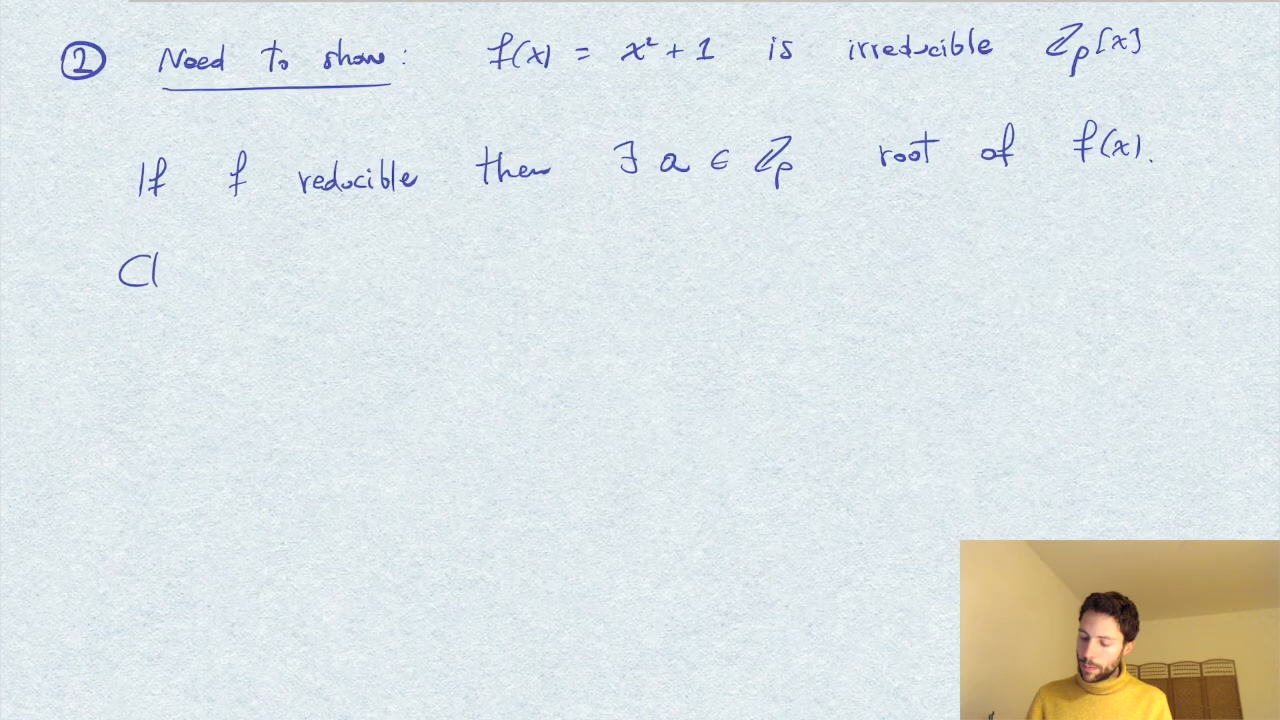 ② Need to show: f(x) = x² + 1 is irreducible ℤₚ[x]
If f reducible then ∃ a ∈ ℤₚ root of f(x).
Cl